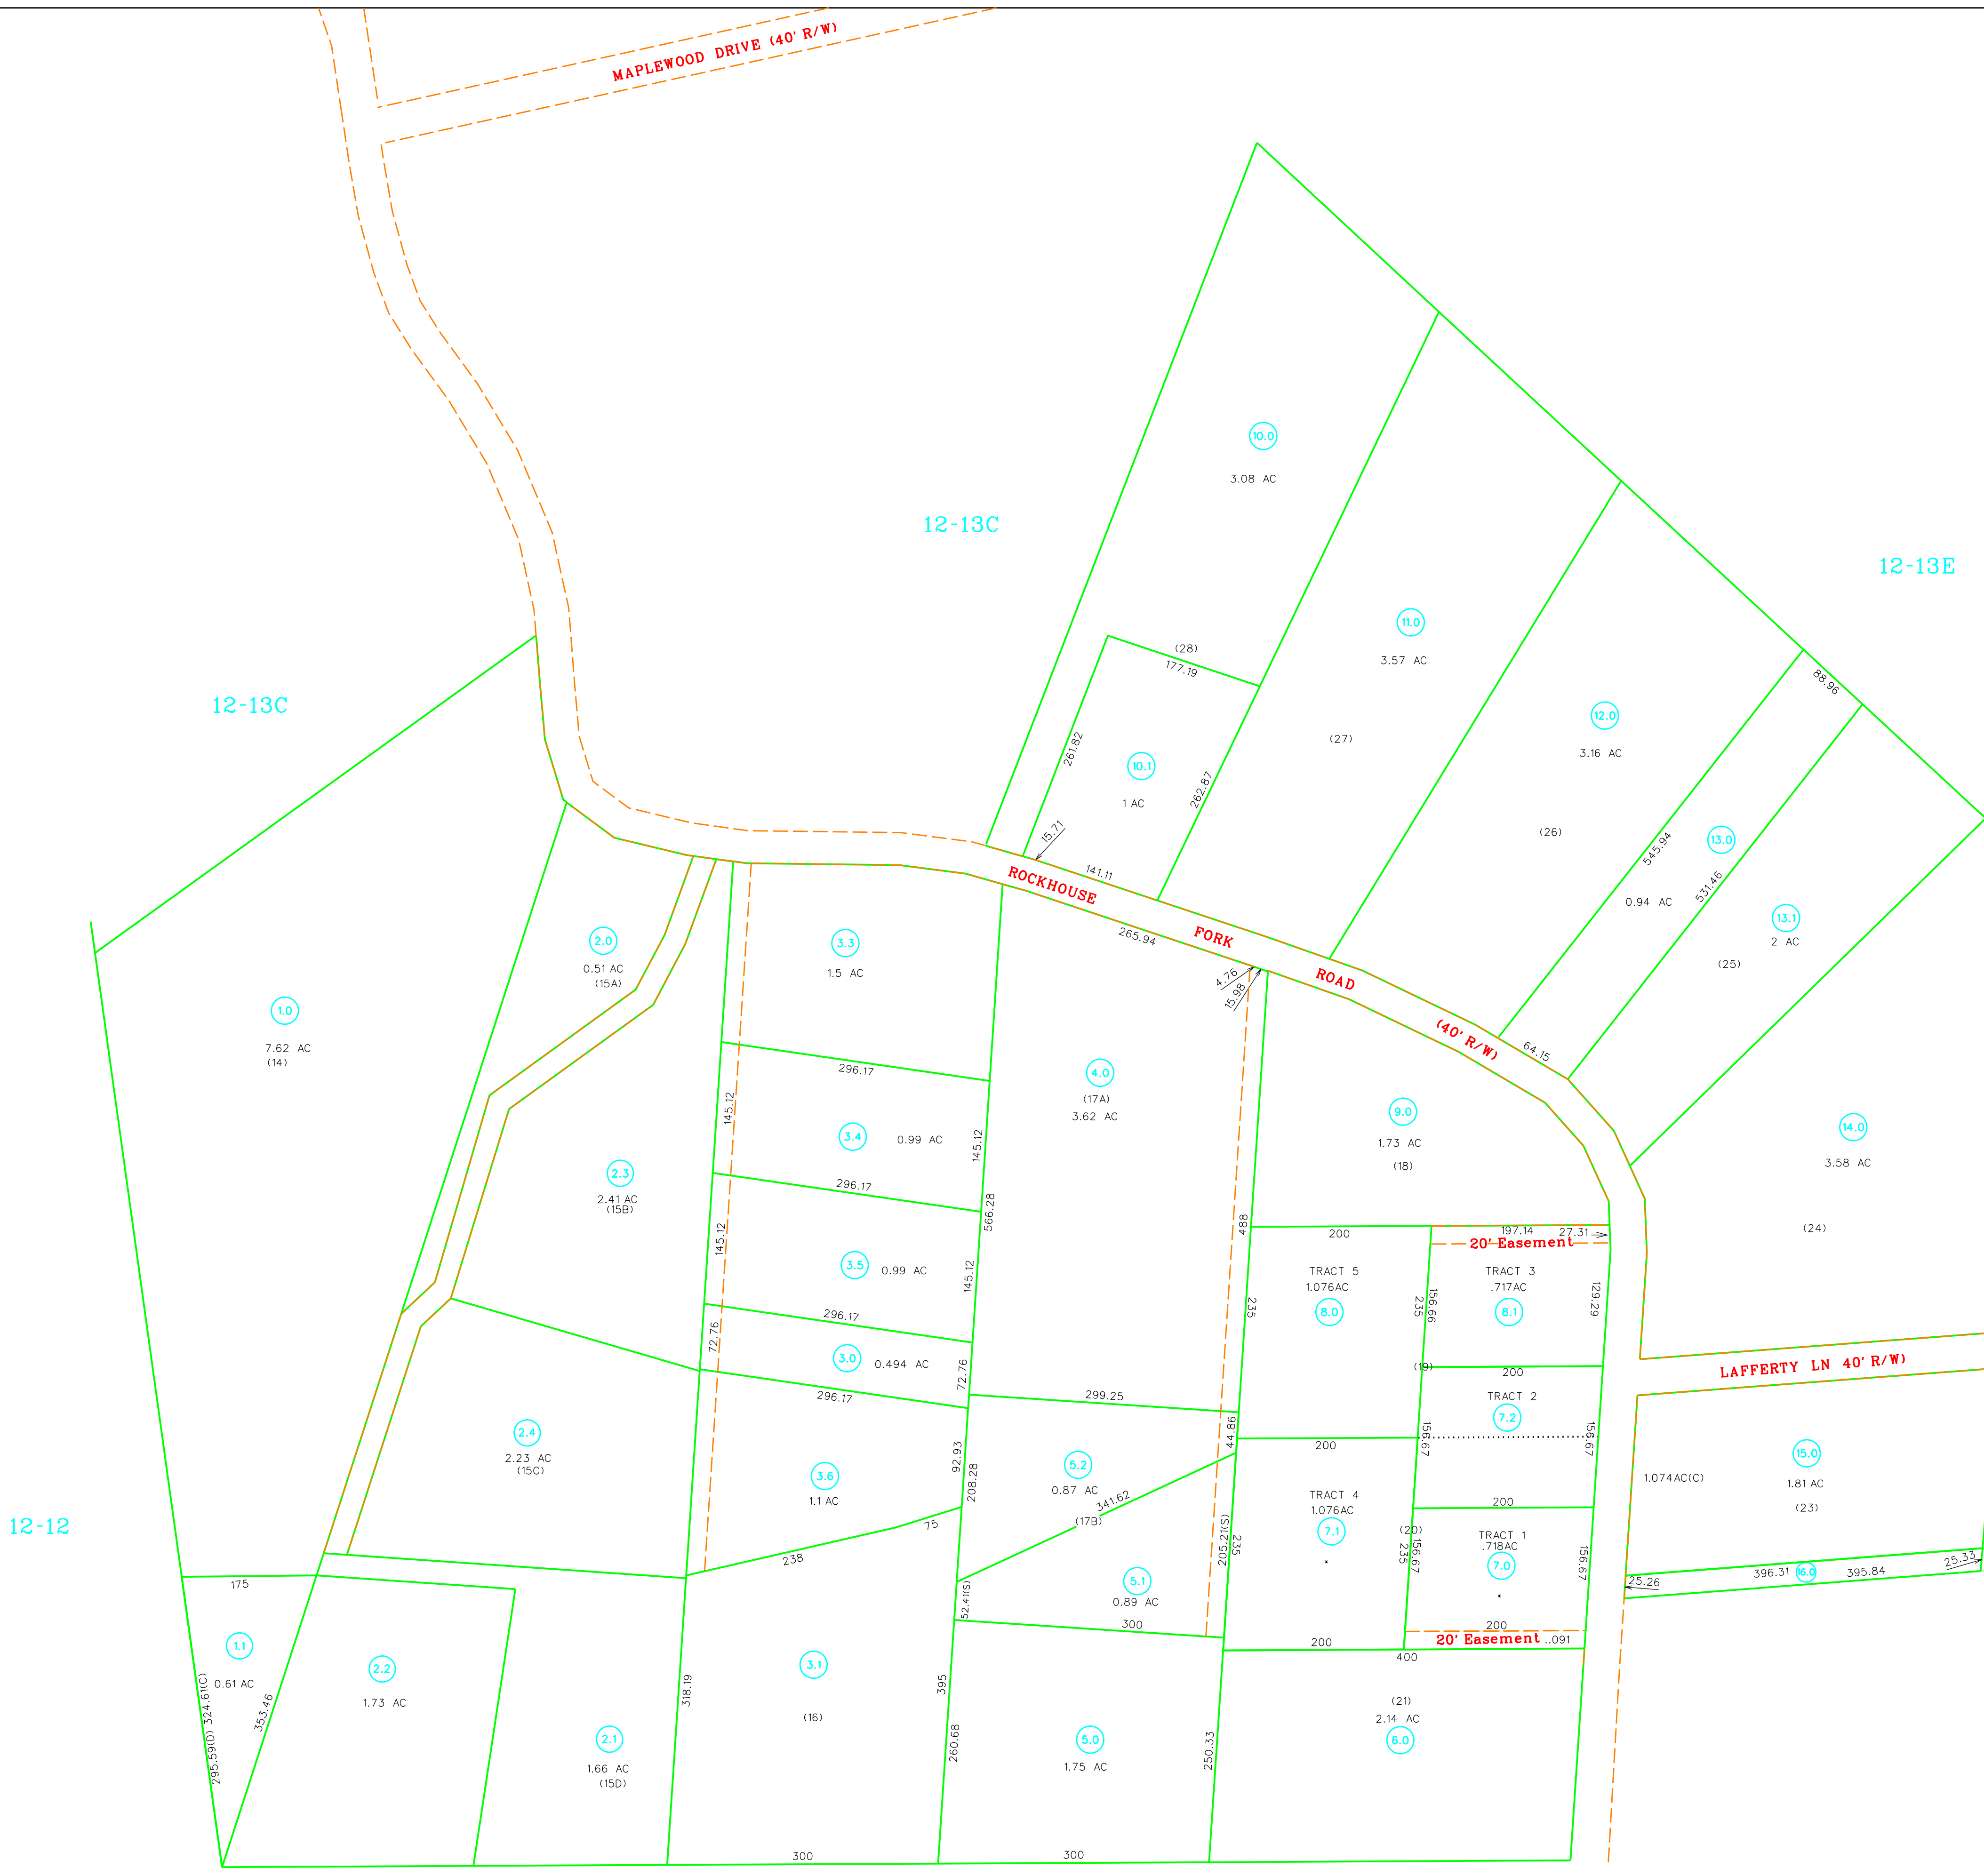 MAPLEWOOD DRIVE (40' R/W)
12-13C
12-13E
12-13C
12-12
10.0
3.08 AC
(28)
177.19
261.82
10.1
1 AC
262.87
15.71
141.11
11.0
3.57 AC
(27)
12.0
3.16 AC
(26)
88.96
13.0
545.94
0.94 AC
531.46
13.1
2 AC
(25)
64.15
14.0
3.58 AC
(24)
ROCKHOUSE FORK ROAD (40' R/W)
265.94
4.76
15.98
1.0
7.62 AC
(14)
2.0
0.51 AC
(15A)
2.3
2.41 AC
(15B)
2.4
2.23 AC
(15C)
3.3
1.5 AC
296.17
145.12
3.4
0.99 AC
145.12
296.17
566.28
145.12
3.5
0.99 AC
145.12
296.17
72.76
3.0
0.494 AC
72.76
296.17
3.6
1.1 AC
92.93
208.28
75
238
4.0
(17A)
3.62 AC
488
299.25
44.86
5.2
0.87 AC
341.62
(17B)
205.21(S)
235
5.1
0.89 AC
52.41(S)
300
9.0
1.73 AC
(18)
200
197.14
27.31
20' Easement
TRACT 5
1.076AC
8.0
235
235
156.66
TRACT 3
.717AC
8.1
129.29
(19)
200
TRACT 2
7.2
156.67
156.67
200
200
TRACT 4
1.076AC
7.1
(20)
235
156.67
TRACT 1
.718AC
7.0
156.67
200
20' Easement ..091
200
400
(21)
2.14 AC
6.0
LAFFERTY LN 40' R/W)
15.0
1.074AC(C)
1.81 AC
(23)
25.26
396.31
16.0
395.84
25.33
175
1.1
0.61 AC
295.59(D) 324.61(C)
353.46
2.2
1.73 AC
2.1
1.66 AC
(15D)
318.19
3.1
(16)
395
260.68
5.0
1.75 AC
250.33
300
300